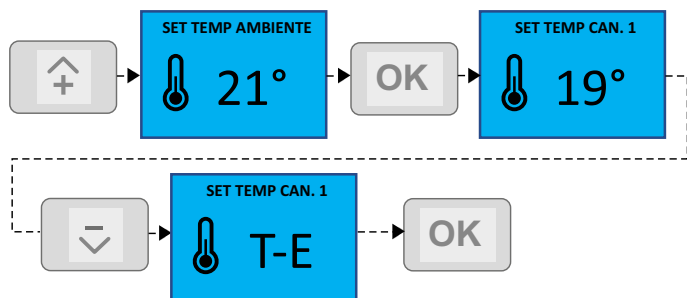 SET TEMP AMBIENTE
21°
OK
SET TEMP CAN. 1
19°
SET TEMP CAN. 1
T-E
OK